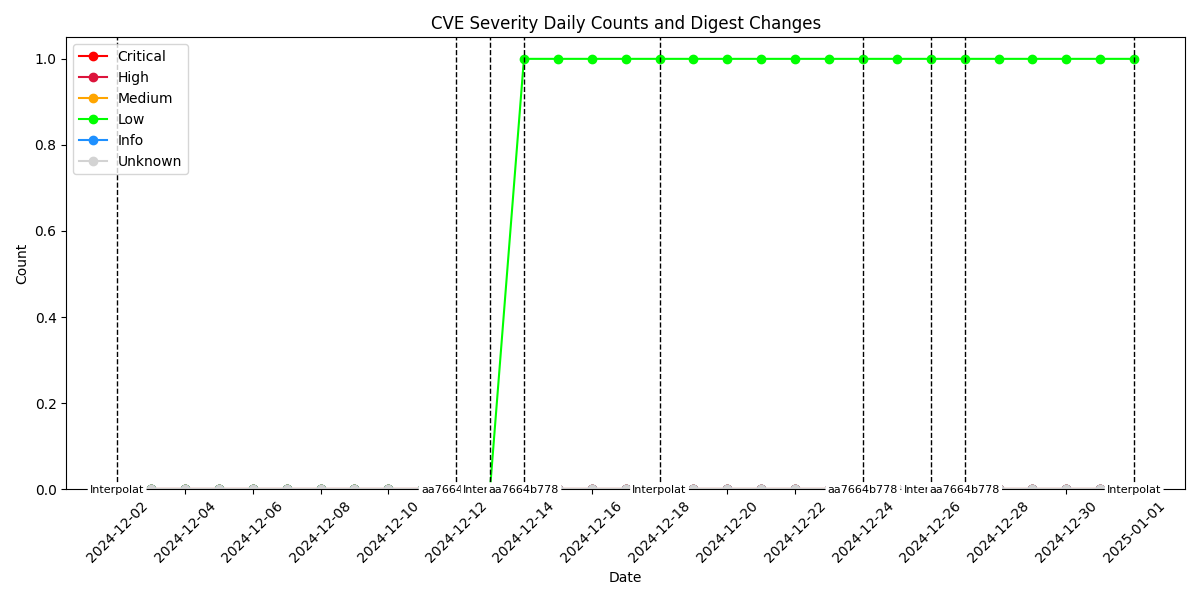 CVE Severity Daily Counts and Digest Changes
Critical
High
Medium
Low
Info
Unknown
Count
1.0
0.8
0.6
0.4
0.2
0.0
Interpolat
aa7664
Inter
aa7664b778
Interpolat
aa7664b778
Inter
aa7664b778
Interpolat
2024-12-02
2024-12-04
2024-12-06
2024-12-08
2024-12-10
2024-12-12
2024-12-14
2024-12-16
2024-12-18
2024-12-20
2024-12-22
2024-12-24
2024-12-26
2024-12-28
2024-12-30
2025-01-01
Date